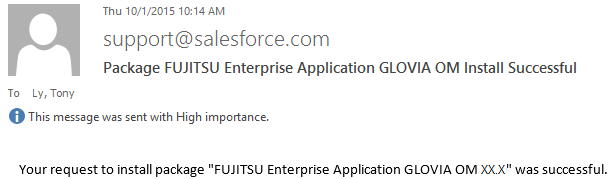 Thu 10/1/2015 10:14 AM
support@salesforce.com
Package FUJITSU Enterprise Application GLOVIA OM Install Successful
To Ly, Tony
This message was sent with High importance.
Your request to install package "FUJITSU Enterprise Application GLOVIA OM XX.X" was successful.